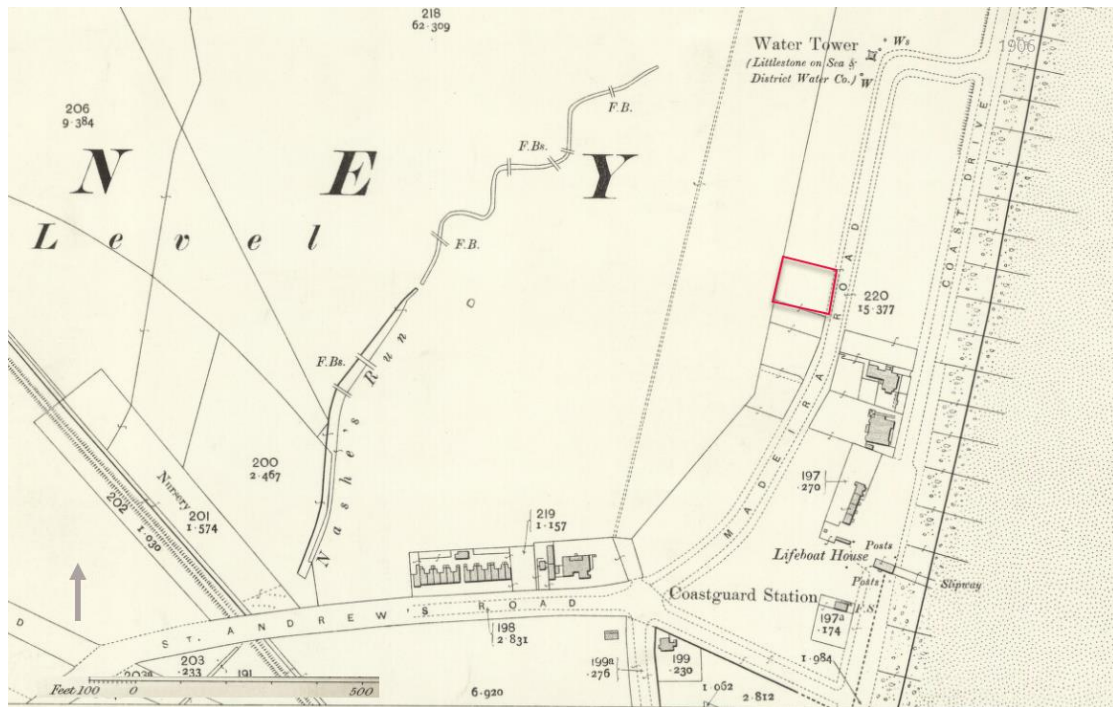 218
62·309
Water Tower
(Littlestone on Sea &
District Water Co.)
Ws
W
1906
206
9·384
F.B.
F.Bs.
N E Y
Level
F.B.
COAST DRIVE
MADEIRA ROAD
220
15·377
F.Bs.
Nashe's Run
200
2·467
Nursery
201
1·574
202
1·030
197
·270
219
1·157
Lifeboat House
Posts
Posts
Slipway
Coastguard Station
F.S.
197a
·174
ST. ANDREW'S ROAD
D
198
2·831
203
·233
191
199a
·276
199
·230
1·984
1·062
2·812
6·920
Feet 100 0 500